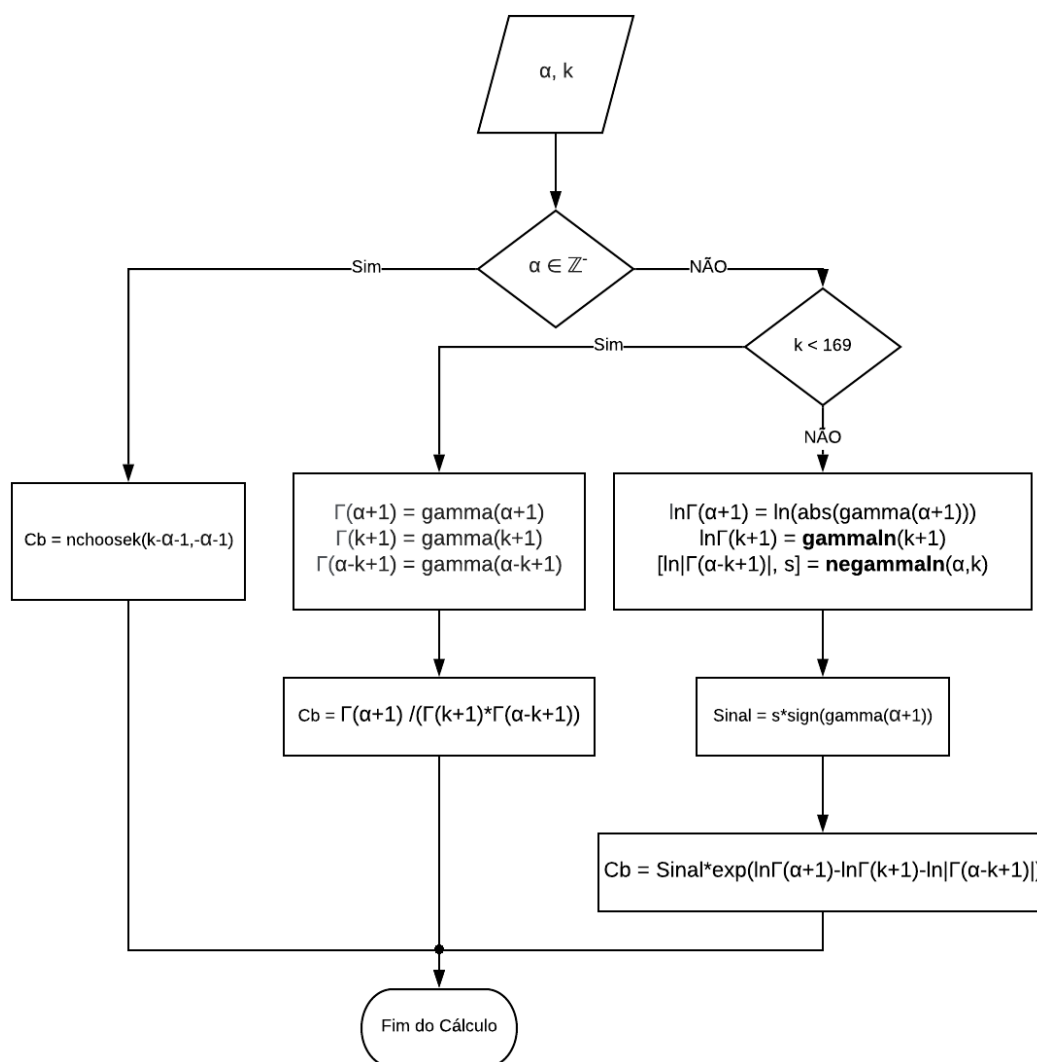 α, k
α ∈ ℤ⁻
Sim
NÃO
k < 169
Sim
NÃO
Cb = nchoosek(k-α-1,-α-1)
Γ(α+1) = gamma(α+1)
Γ(k+1) = gamma(k+1)
Γ(α-k+1) = gamma(α-k+1)
lnΓ(α+1) = ln(abs(gamma(α+1)))
lnΓ(k+1) = gammaln(k+1)
[ln|Γ(α-k+1)|, s] = negammaln(α,k)
Cb = Γ(α+1) /(Γ(k+1)*Γ(α-k+1))
Sinal = s*sign(gamma(α+1))
Cb = Sinal*exp(lnΓ(α+1)-lnΓ(k+1)-ln|Γ(α-k+1)|)
Fim do Cálculo